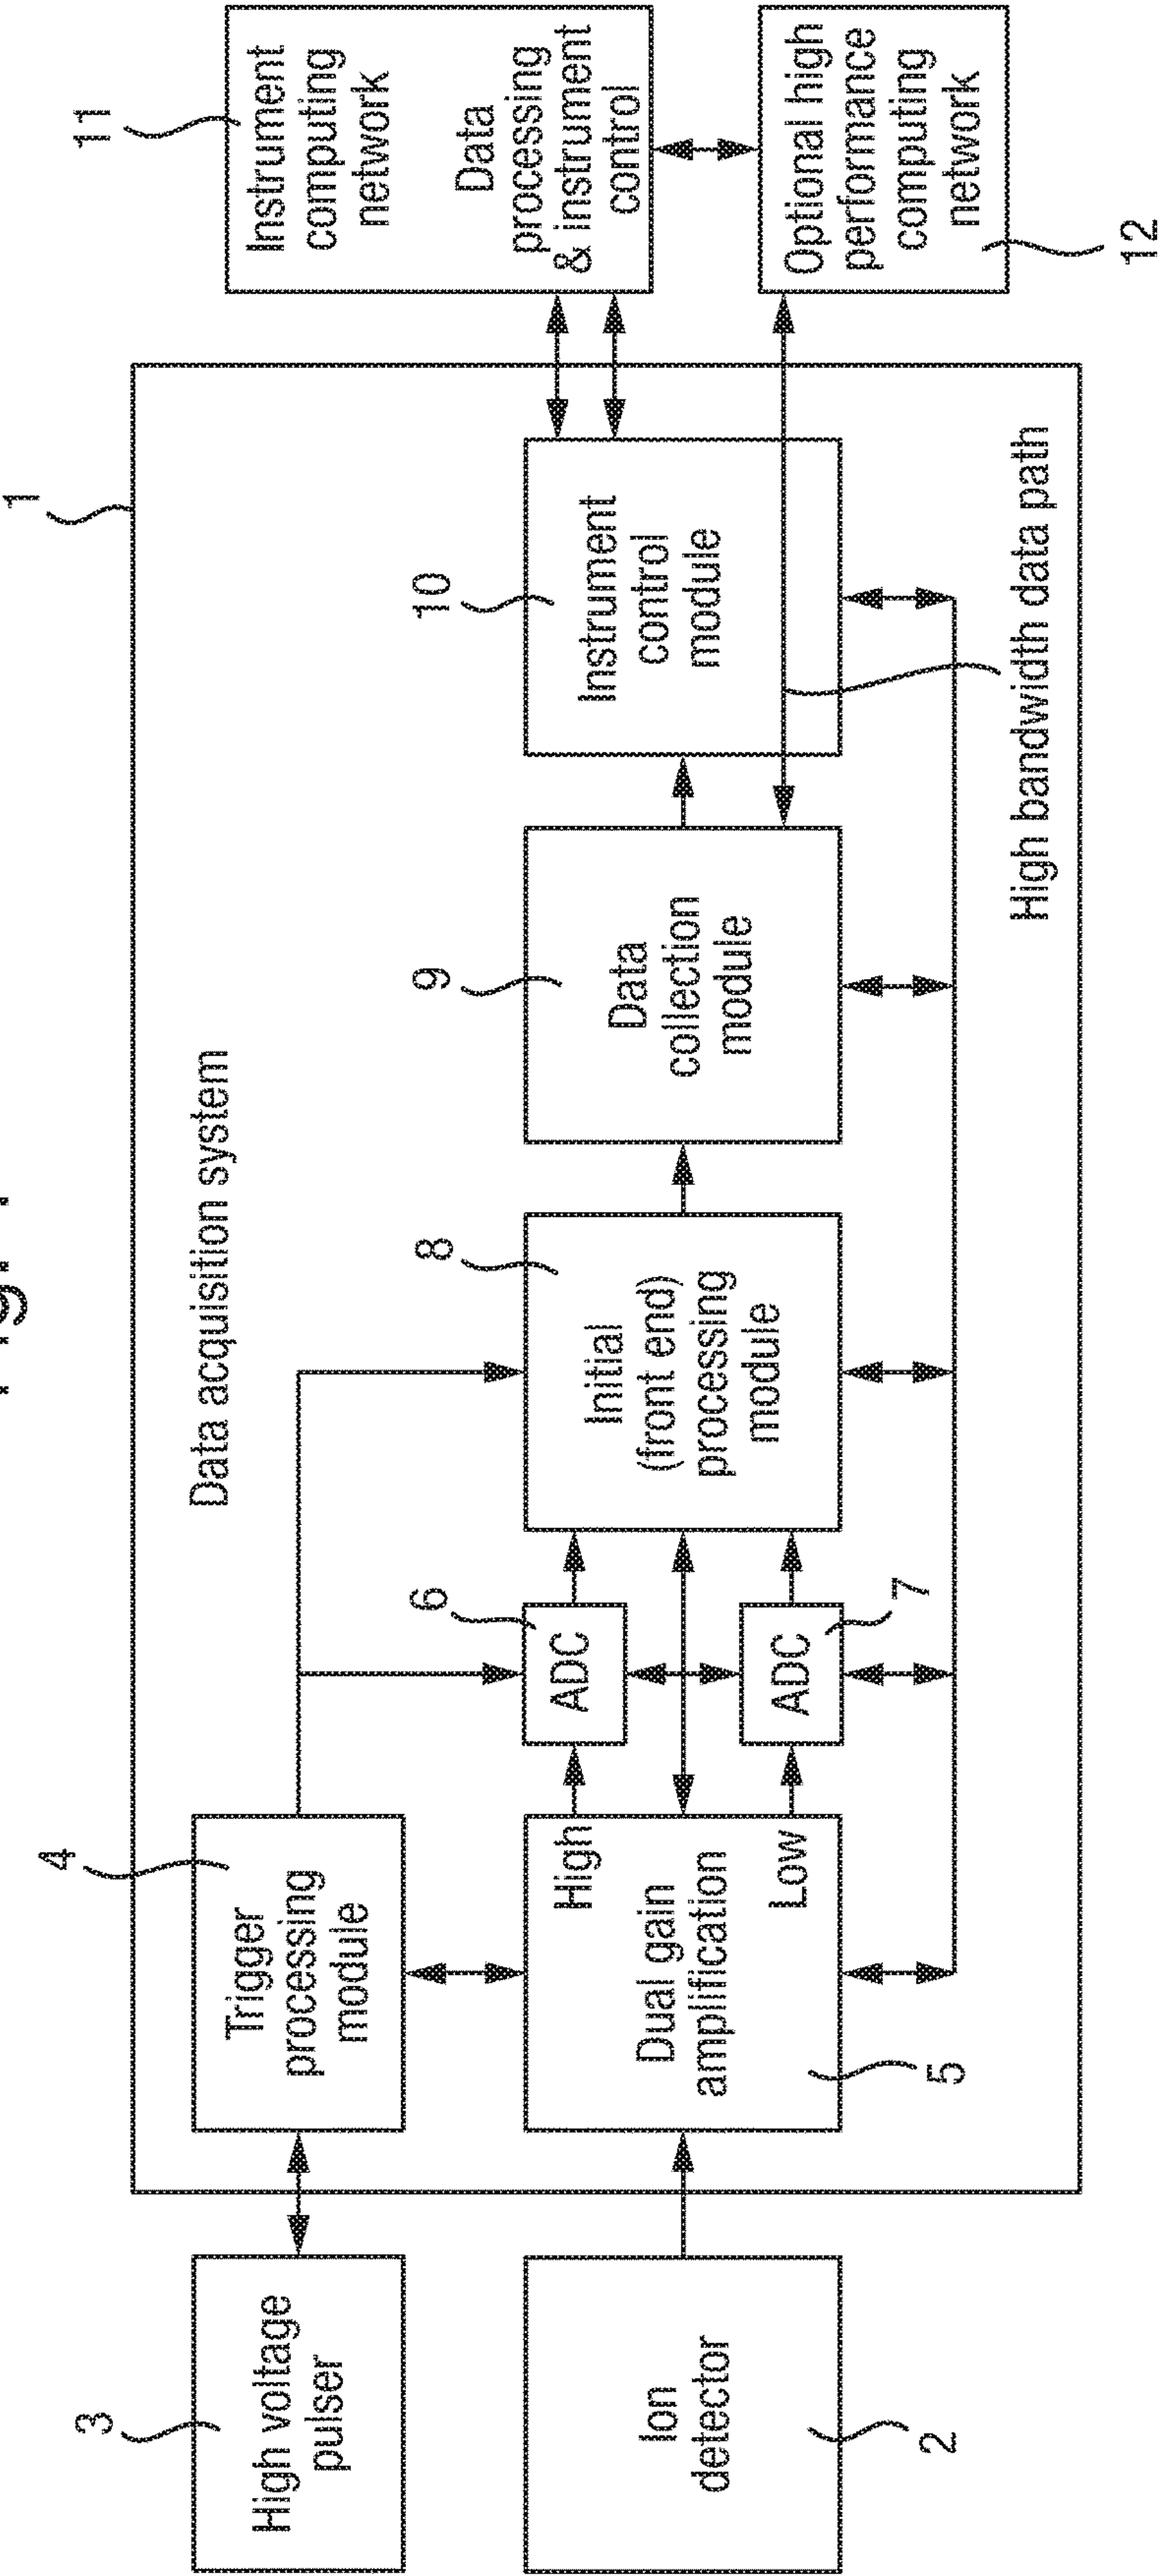 1
Data acquisition system
3
High voltage
pulser
4
Trigger
processing
module
2
Ion
detector
5
Dual gain
amplification
High
Low
6
ADC
7
ADC
8
Initial
(front end)
processing
module
9
Data
collection
module
10
Instrument
control
module
High bandwidth data path
11
Instrument
computing
network
Data
processing
& instrument
control
12
Optional high
performance
computing
network